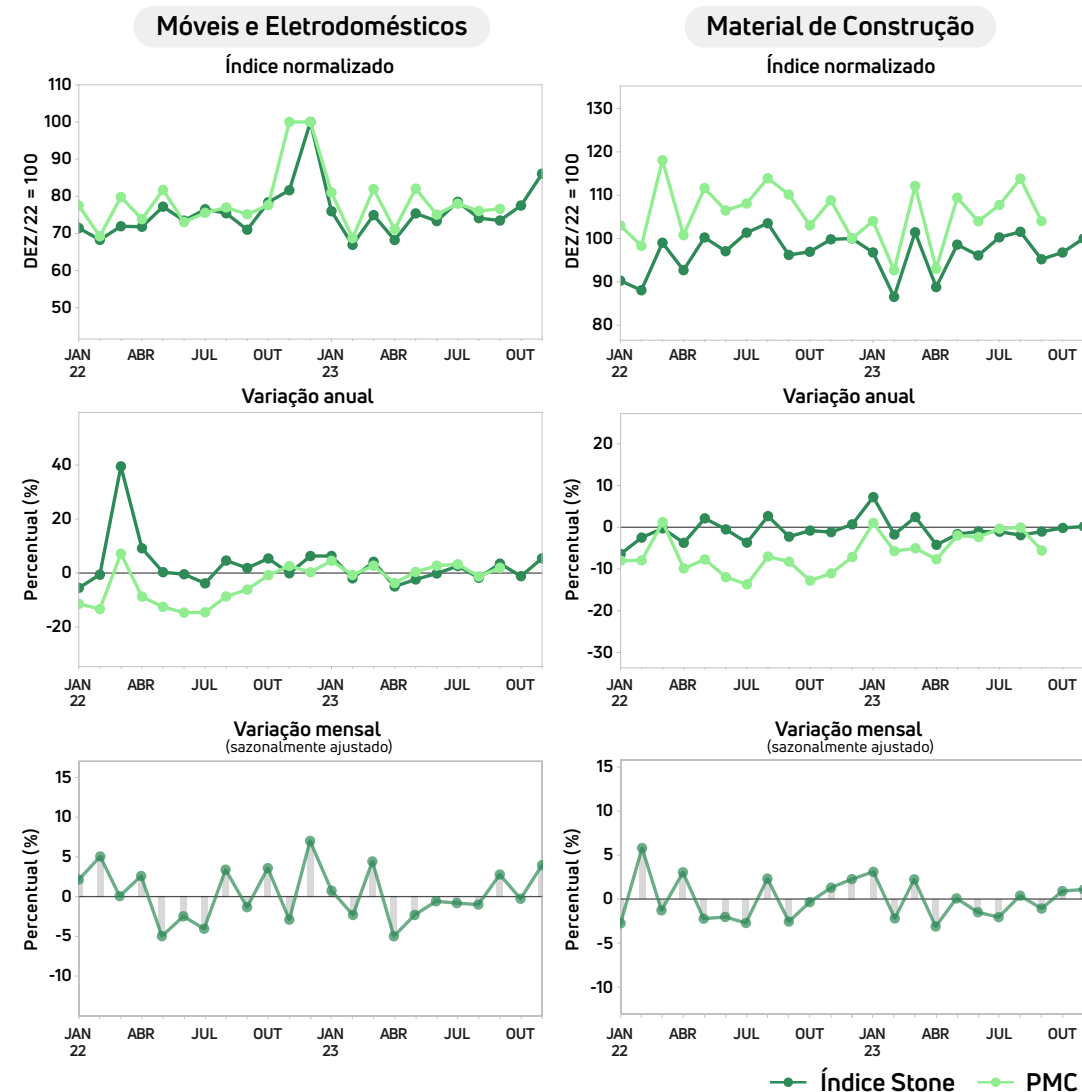 Móveis e Eletrodomésticos
Índice normalizado
DEZ/22 = 100
110
100
90
80
70
60
50
JAN ABR JUL OUT JAN ABR JUL OUT
22 23
Variação anual
Percentual (%)
40
20
0
-20
JAN ABR JUL OUT JAN ABR JUL OUT
22 23
Variação mensal
(sazonalmente ajustado)
Percentual (%)
15
10
5
0
-5
-10
JAN ABR JUL OUT JAN ABR JUL OUT
22 23
Material de Construção
Índice normalizado
DEZ/22 = 100
130
120
110
100
90
80
JAN ABR JUL OUT JAN ABR JUL OUT
22 23
Variação anual
Percentual (%)
20
10
0
-10
-20
-30
JAN ABR JUL OUT JAN ABR JUL OUT
22 23
Variação mensal
(sazonalmente ajustado)
Percentual (%)
15
10
5
0
-5
-10
JAN ABR JUL OUT JAN ABR JUL OUT
22 23
Índice Stone PMC